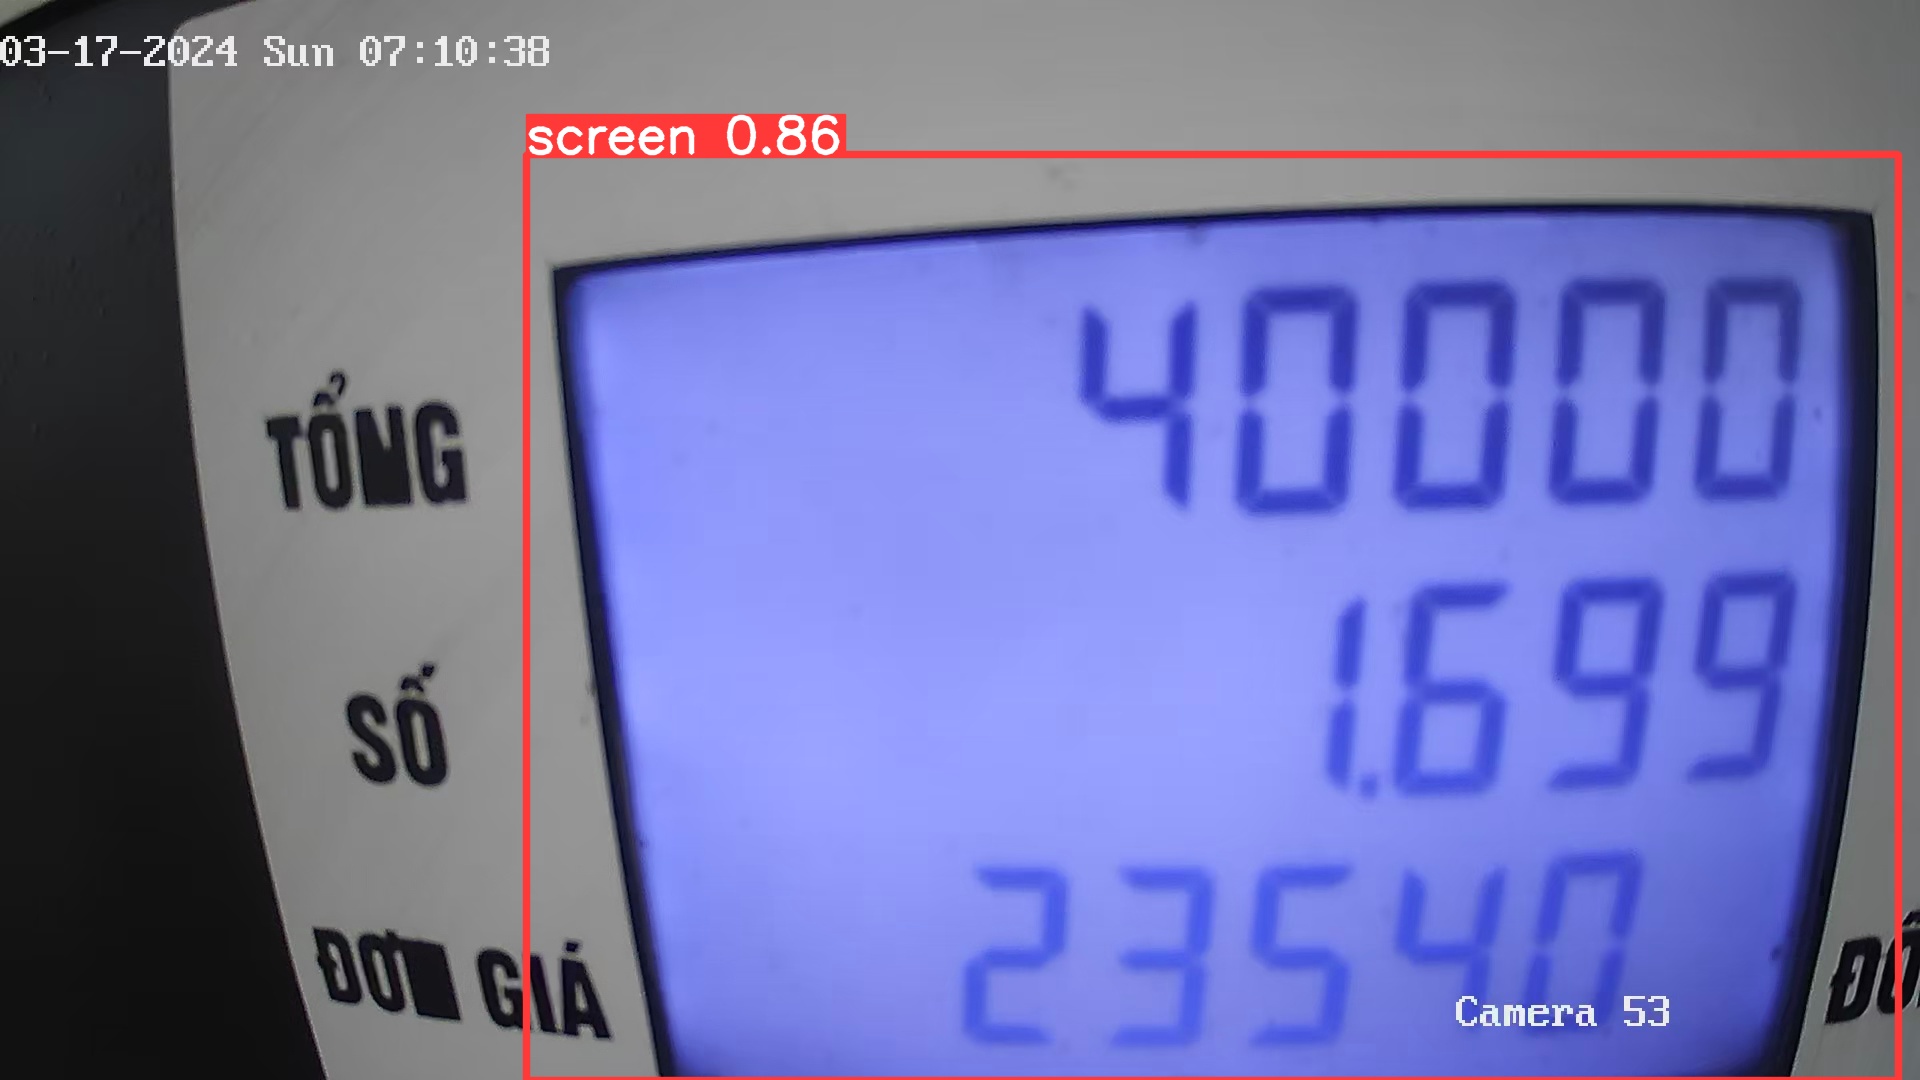 03-17-2024 Sun 07:10:38
screen 0.86
TỔNG 40000
SỐ 1.699
ĐƠN GIÁ 23540
Camera 53